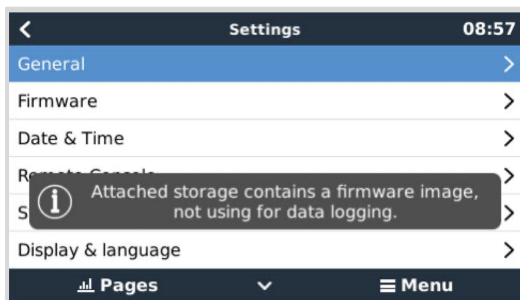 Settings
08:57
General
Firmware
Date & Time
Attached storage contains a firmware image,
not using for data logging.
Display & language
Pages
Menu